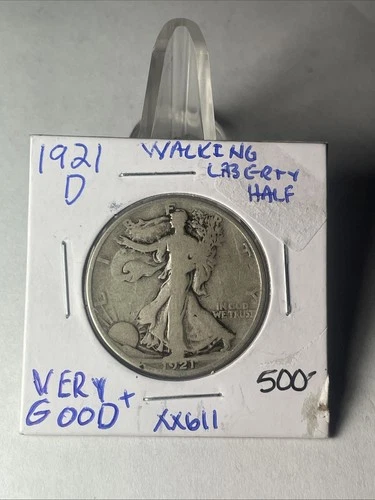 1921 WALKING
D LIBERTY
HALF
IN GOD
WE TRUST
1921
VERY +
GOOD
XX611
500-